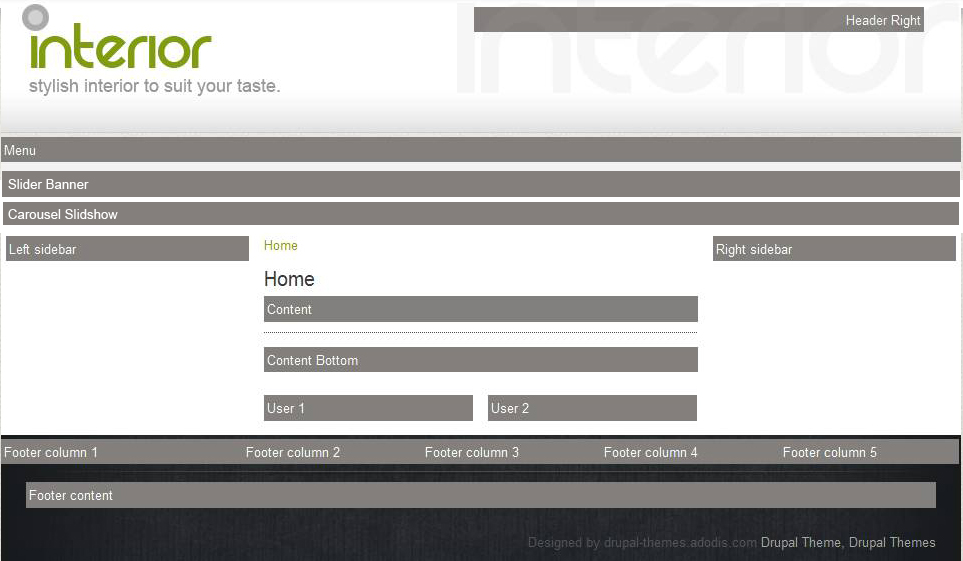 Header Right
interior
interior
stylish interior to suit your taste.
Menu
Slider Banner
Carousel Slidshow
Left sidebar
Home
Right sidebar
Home
Content
Content Bottom
User 1 User 2
Footer column 1 Footer column 2 Footer column 3 Footer column 4 Footer column 5
Footer content
Designed by drupal-themes.adodis.com Drupal Theme, Drupal Themes